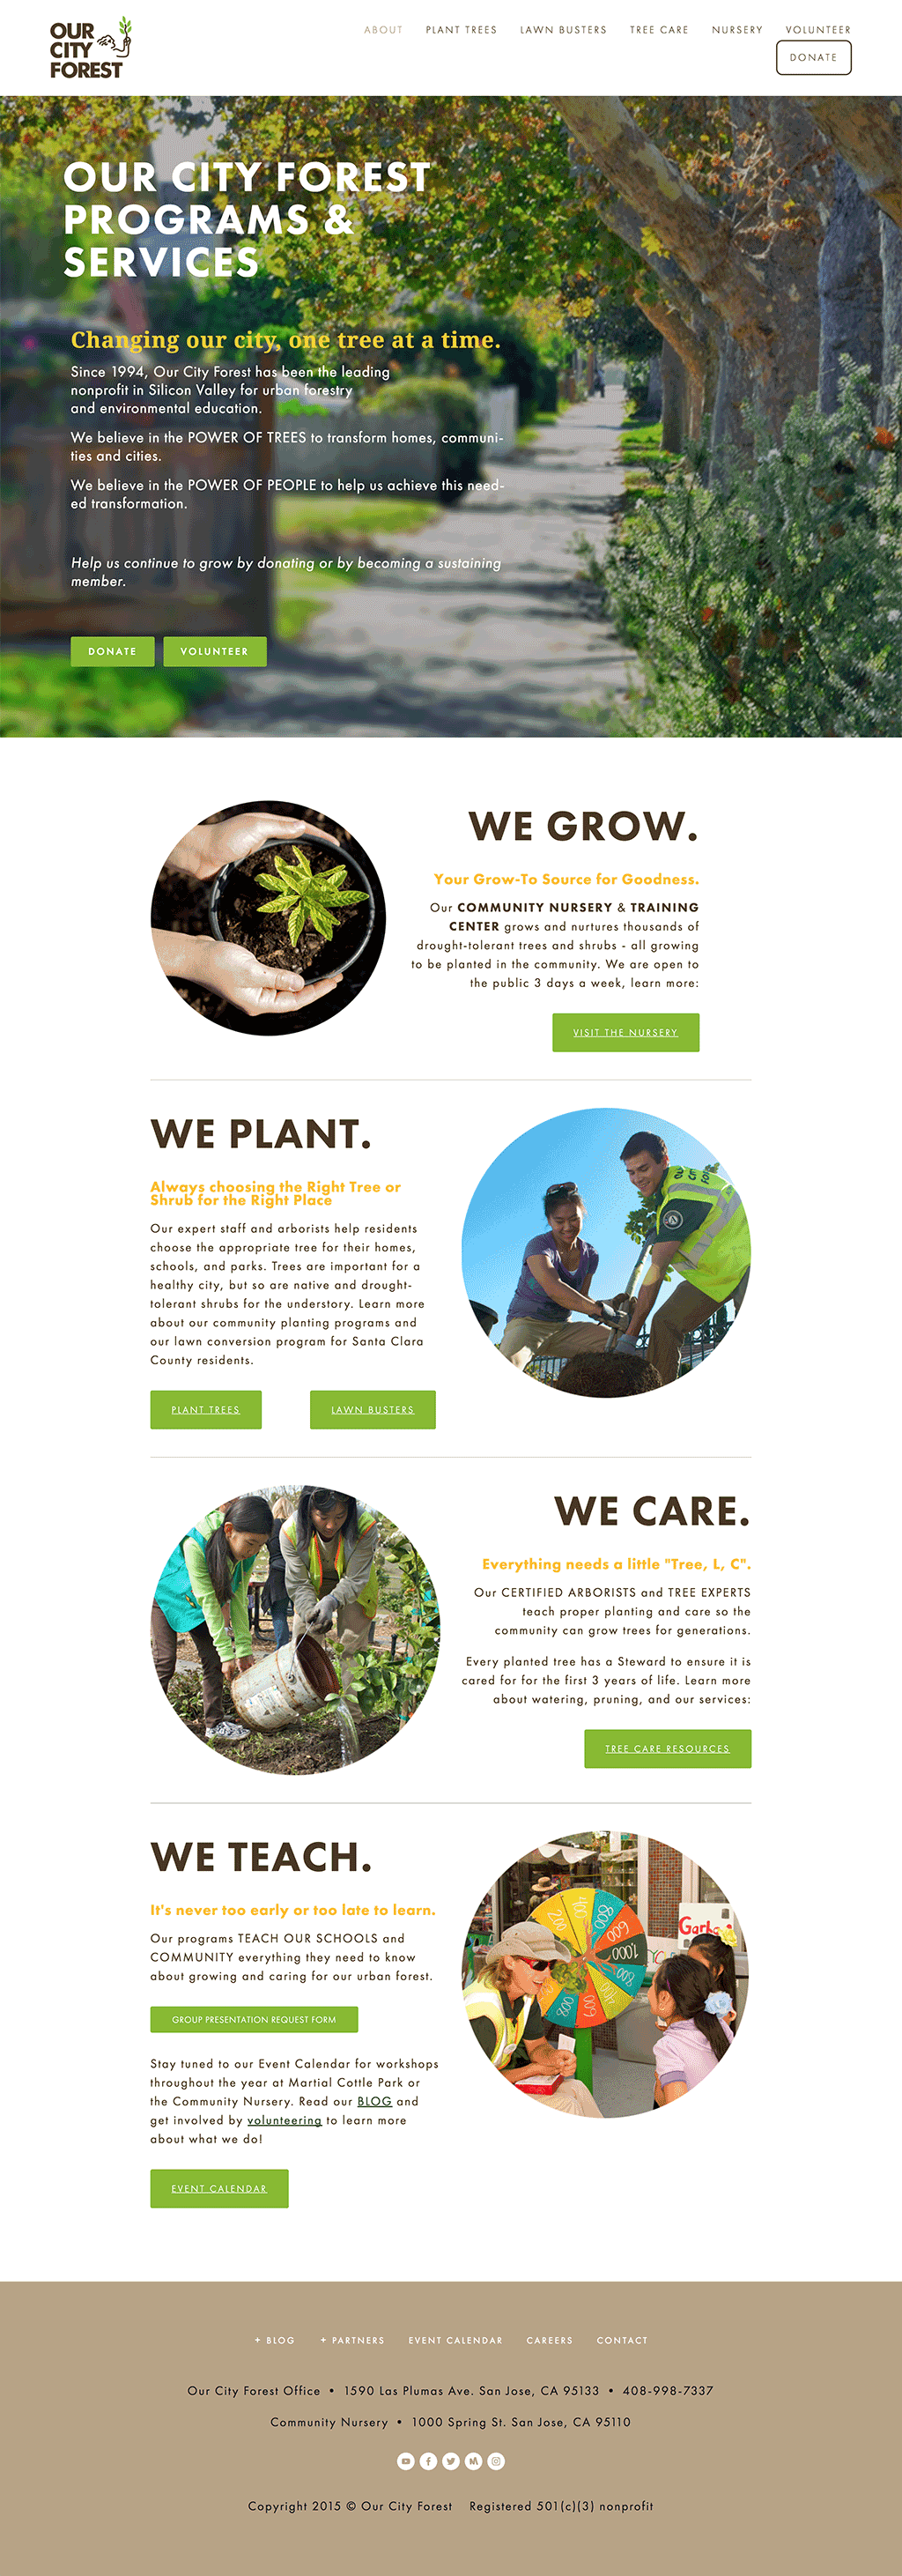 OUR
CITY
FOREST
ABOUT PLANT TREES LAWN BUSTERS TREE CARE NURSERY VOLUNTEER
DONATE
OUR CITY FOREST
PROGRAMS &
SERVICES
Changing our city, one tree at a time.
Since 1994, Our City Forest has been the leading
nonprofit in Silicon Valley for urban forestry
and environmental education.
We believe in the POWER OF TREES to transform homes, communi-
ties and cities.
We believe in the POWER OF PEOPLE to help us achieve this need-
ed transformation.
Help us continue to grow by donating or by becoming a sustaining
member.
DONATE VOLUNTEER
WE GROW.
Your Grow-To Source for Goodness.
Our COMMUNITY NURSERY & TRAINING
CENTER grows and nurtures thousands of
drought-tolerant trees and shrubs - all growing
to be planted in the community. We are open to
the public 3 days a week, learn more:
VISIT THE NURSERY
WE PLANT.
Always choosing the Right Tree or
Shrub for the Right Place
Our expert staff and arborists help residents
choose the appropriate tree for their homes,
schools, and parks. Trees are important for a
healthy city, but so are native and drought-
tolerant shrubs for the understory. Learn more
about our community planting programs and
our lawn conversion program for Santa Clara
County residents.
PLANT TREES LAWN BUSTERS
WE CARE.
Everything needs a little "Tree, L, C".
Our CERTIFIED ARBORISTS and TREE EXPERTS
teach proper planting and care so the
community can grow trees for generations.
Every planted tree has a Steward to ensure it is
cared for for the first 3 years of life. Learn more
about watering, pruning, and our services:
TREE CARE RESOURCES
WE TEACH.
It's never too early or too late to learn.
Our programs TEACH OUR SCHOOLS and
COMMUNITY everything they need to know
about growing and caring for our urban forest.
GROUP PRESENTATION REQUEST FORM
200 400 800 600 1000 800 800
Stay tuned to our Event Calendar for workshops
throughout the year at Martial Cottle Park or
the Community Nursery. Read our BLOG and
get involved by volunteering to learn more
about what we do!
EVENT CALENDAR
+ BLOG + PARTNERS EVENT CALENDAR CAREERS CONTACT
Our City Forest Office • 1590 Las Plumas Ave. San Jose, CA 95133 • 408-998-7337
Community Nursery • 1000 Spring St. San Jose, CA 95110
Copyright 2015 © Our City Forest Registered 501(c)(3) nonprofit